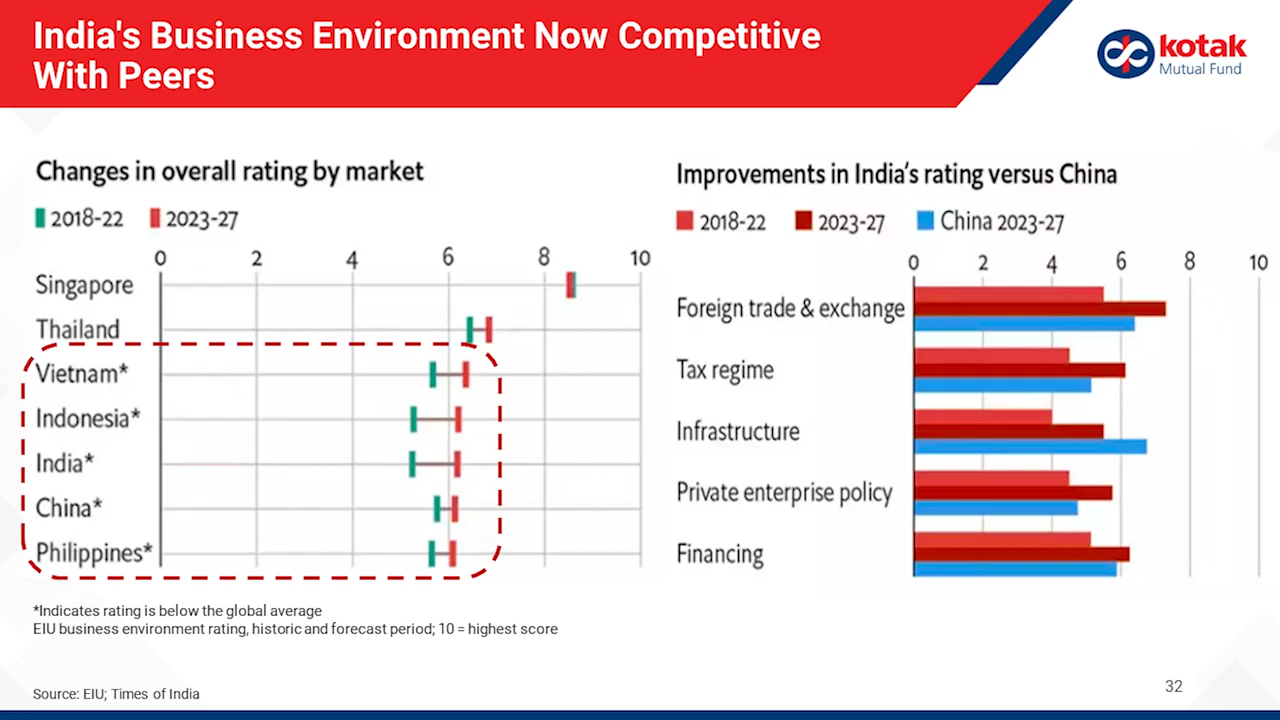 India's Business Environment Now Competitive
With Peers
kotak
Mutual Fund
Changes in overall rating by market
2018-22 2023-27
0 2 4 6 8 10
Singapore
Thailand
Vietnam*
Indonesia*
India*
China*
Philippines*
Improvements in India's rating versus China
2018-22 2023-27 China 2023-27
0 2 4 6 8 10
Foreign trade & exchange
Tax regime
Infrastructure
Private enterprise policy
Financing
*Indicates rating is below the global average
EIU business environment rating, historic and forecast period; 10 = highest score
Source: EIU; Times of India
32